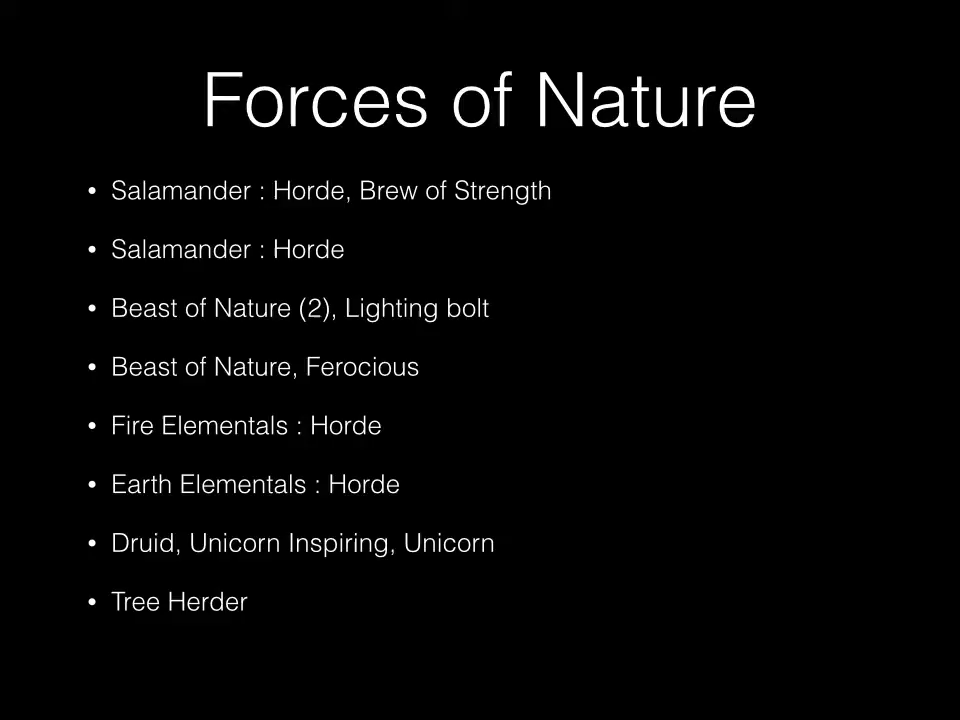 Forces of Nature
• Salamander : Horde, Brew of Strength
• Salamander : Horde
• Beast of Nature (2), Lighting bolt
• Beast of Nature, Ferocious
• Fire Elementals : Horde
• Earth Elementals : Horde
• Druid, Unicorn Inspiring, Unicorn
• Tree Herder